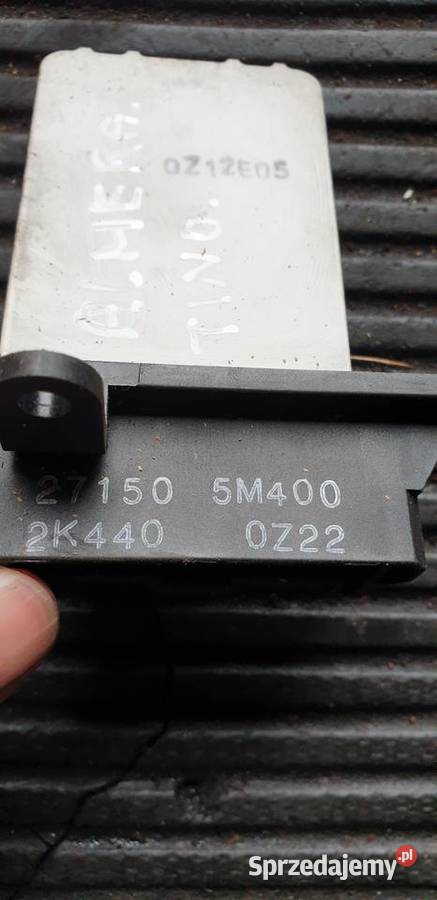 0Z12E05
ALMERA.
TINO.
27150 5M400
2K440 0Z22
Sprzedajemy.pl